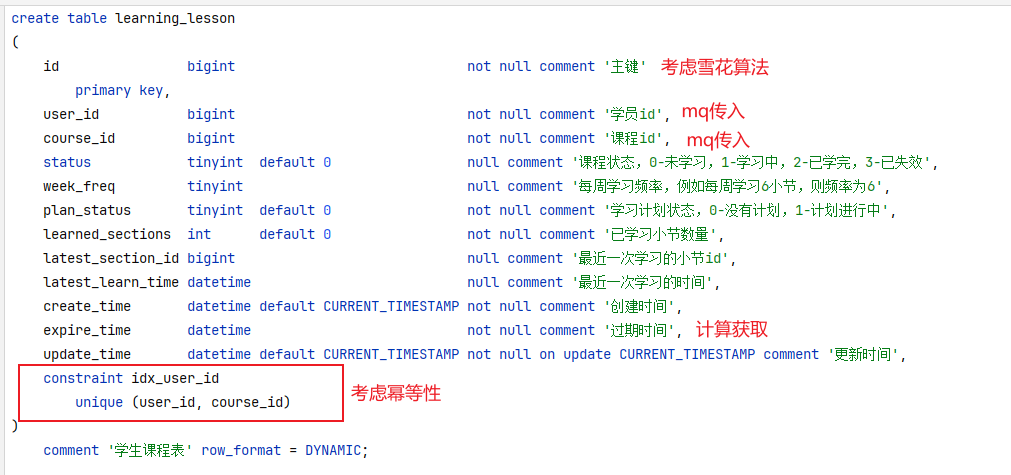 create table learning_lesson
(
id bigint not null comment '主键' 考虑雪花算法
primary key,
user_id bigint not null comment '学员id', mq传入
course_id bigint not null comment '课程id', mq传入
status tinyint default 0 null comment '课程状态，0-未学习，1-学习中，2-已学完，3-已失效',
week_freq tinyint null comment '每周学习频率，例如每周学习6小节，则频率为6',
plan_status tinyint default 0 not null comment '学习计划状态，0-没有计划，1-计划进行中',
learned_sections int default 0 not null comment '已学习小节数量',
latest_section_id bigint null comment '最近一次学习的小节id',
latest_learn_time datetime null comment '最近一次学习的时间',
create_time datetime default CURRENT_TIMESTAMP not null comment '创建时间',
expire_time datetime not null comment '过期时间', 计算获取
update_time datetime default CURRENT_TIMESTAMP not null on update CURRENT_TIMESTAMP comment '更新时间',
constraint idx_user_id
unique (user_id, course_id) 考虑幂等性
)
comment '学生课程表' row_format = DYNAMIC;